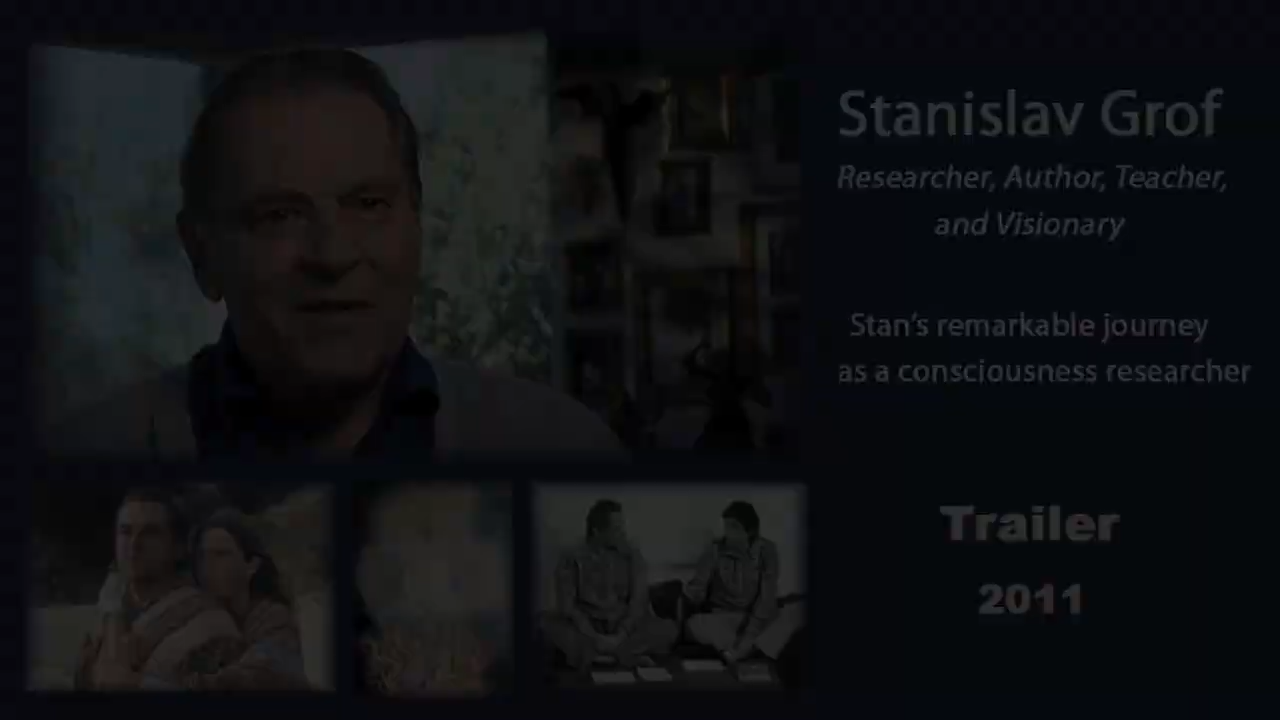 Stanislav Grof
Researcher, Author, Teacher,
and Visionary
Stan's remarkable journey
as a consciousness researcher
Trailer
2011